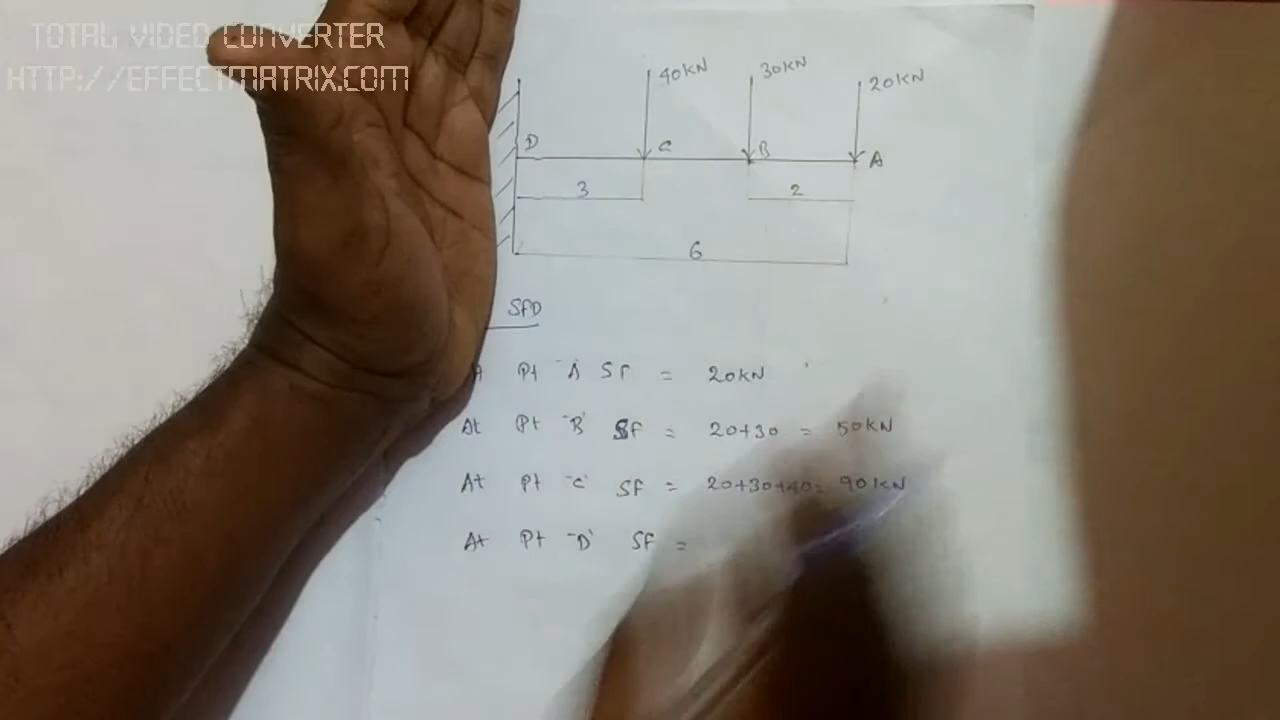 TOTAL VIDEO CONVERTER
HTTP://EFFECTMATRIX.COM
40KN
30KN
20KN
D
C
B
A
3
2
6
SFD
Pt "A" SF = 20KN
At Pt "B" SF = 20+30 = 50KN
At Pt "C" SF = 20+30+40= 90KN
At Pt "D" SF =